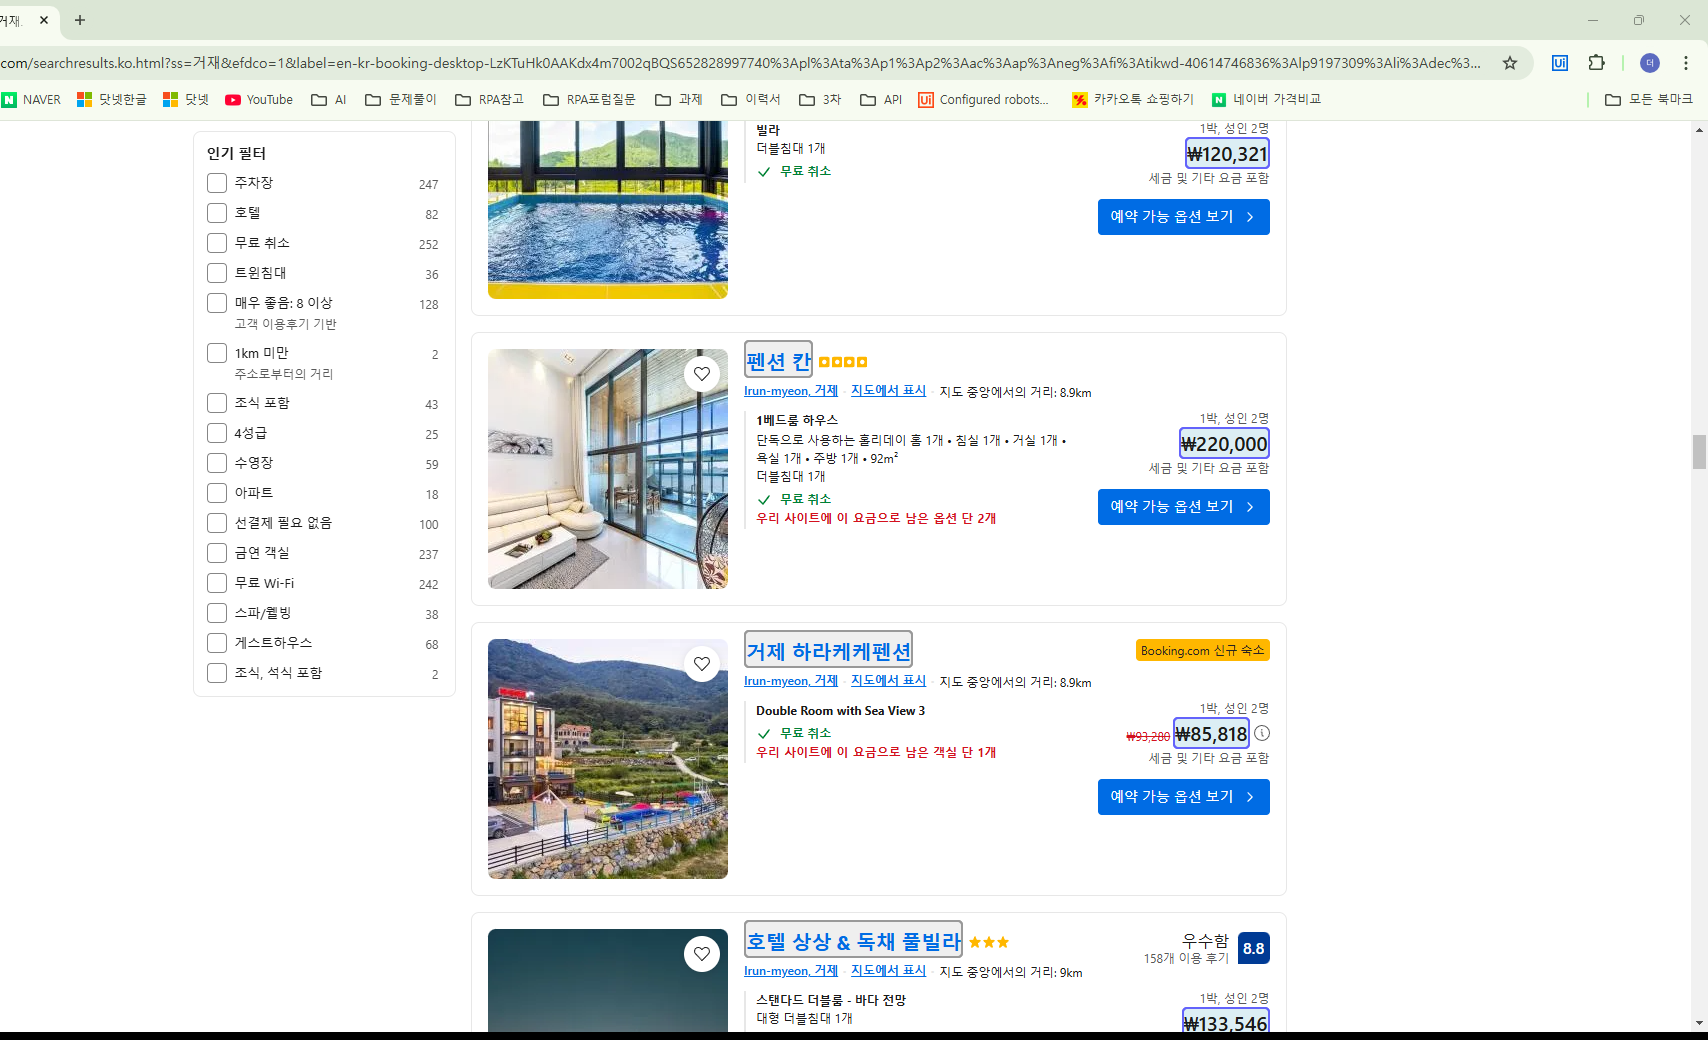 거재
com/searchresults.ko.html?ss=거재&efdco=1&label=en-kr-booking-desktop-LzKTuHk0AAKdx4m7002qBQS652828997740%3Apl%3Ata%3Ap1%3Ap2%3Aac%3Aap%3Aneg%3Afi%3Atikwd-40614746836%3Alp9197309%3Ali%3Adec%3...
더
NAVER 닷넷한글 닷넷 YouTube AI 문제풀이 RPA참고 RPA포럼질문 과제 이력서 3차 API Configured robots... 카카오톡 쇼핑하기 네이버 가격비교 모든 북마크
인기 필터
주차장 247
호텔 82
무료 취소 252
트윈침대 36
매우 좋음: 8 이상 128
고객 이용후기 기반
1km 미만 2
주소로부터의 거리
조식 포함 43
4성급 25
수영장 59
아파트 18
선결제 필요 없음 100
금연 객실 237
무료 Wi-Fi 242
스파/웰빙 38
게스트하우스 68
조식, 석식 포함 2
빌라
더블침대 1개
무료 취소
1박, 성인 2명
₩120,321
세금 및 기타 요금 포함
예약 가능 옵션 보기
펜션 칸
Irun-myeon, 거제 지도에서 표시 지도 중앙에서의 거리: 8.9km
1베드룸 하우스
단독으로 사용하는 홀리데이 홈 1개 • 침실 1개 • 거실 1개 •
욕실 1개 • 주방 1개 • 92m²
더블침대 1개
무료 취소
우리 사이트에 이 요금으로 남은 옵션 단 2개
1박, 성인 2명
₩220,000
세금 및 기타 요금 포함
예약 가능 옵션 보기
거제 하라케케펜션
Booking.com 신규 숙소
Irun-myeon, 거제 지도에서 표시 지도 중앙에서의 거리: 8.9km
Double Room with Sea View 3
무료 취소
우리 사이트에 이 요금으로 남은 객실 단 1개
1박, 성인 2명
₩93,280 ₩85,818
세금 및 기타 요금 포함
예약 가능 옵션 보기
호텔 상상 & 독채 풀빌라
우수함 8.8
158개 이용 후기
Irun-myeon, 거제 지도에서 표시 지도 중앙에서의 거리: 9km
스탠다드 더블룸 - 바다 전망
대형 더블침대 1개
1박, 성인 2명
₩133,546